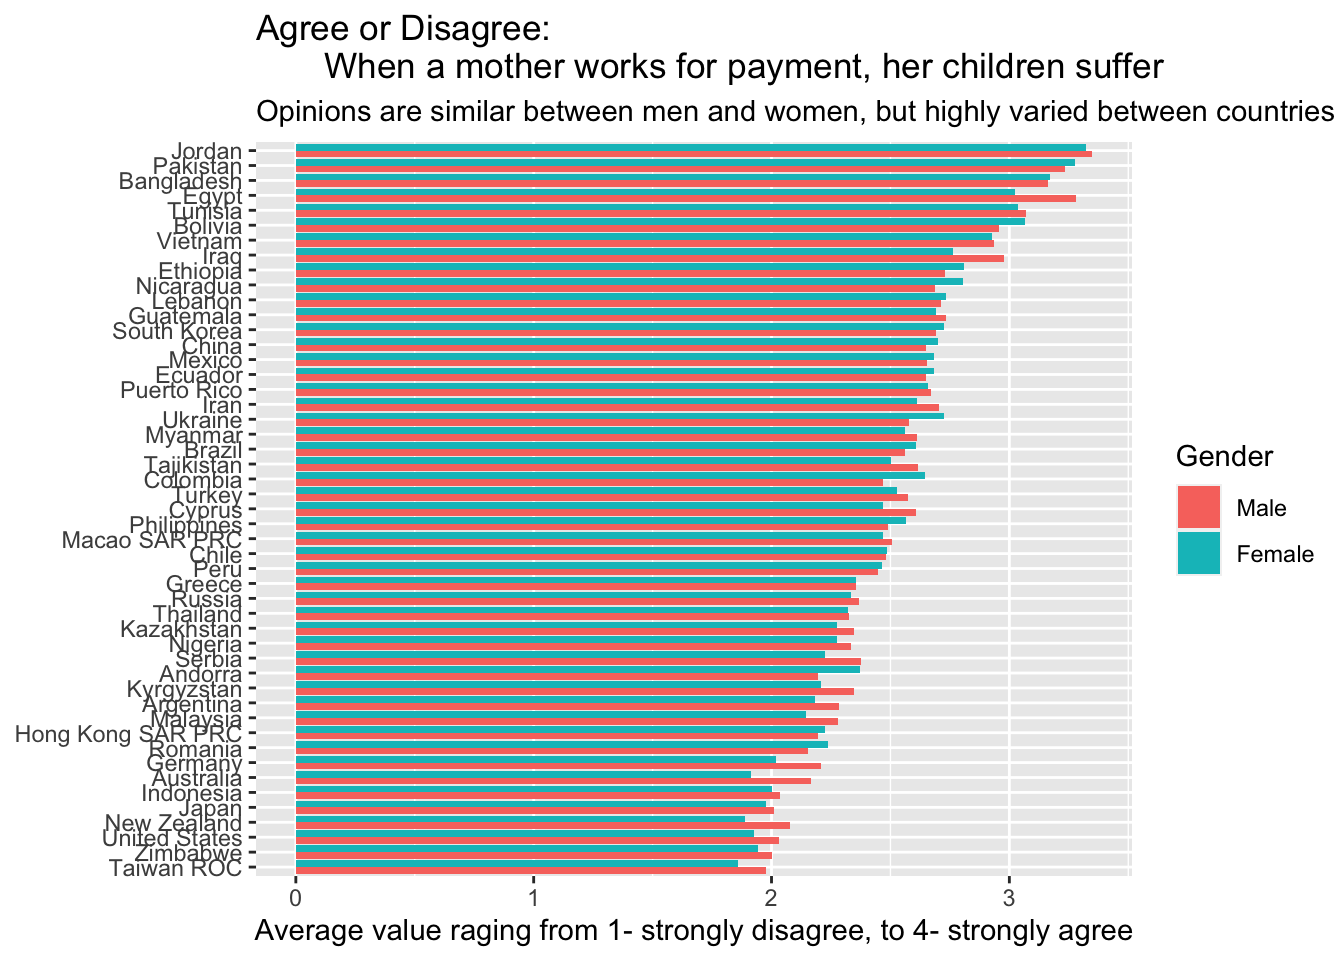 Agree or Disagree:
When a mother works for payment, her children suffer
Opinions are similar between men and women, but highly varied between countries
Jordan
Pakistan
Bangladesh
Egypt
Tunisia
Bolivia
Vietnam
Iraq
Ethiopia
Nicaragua
Lebanon
Guatemala
South Korea
China
Mexico
Ecuador
Puerto Rico
Iran
Ukraine
Myanmar
Brazil
Tajikistan
Colombia
Turkey
Cyprus
Philippines
Macao SAR PRC
Chile
Peru
Greece
Russia
Thailand
Kazakhstan
Nigeria
Serbia
Andorra
Kyrgyzstan
Argentina
Malaysia
Hong Kong SAR PRC
Romania
Germany
Australia
Indonesia
Japan
New Zealand
United States
Zimbabwe
Taiwan ROC
0 1 2 3
Average value raging from 1- strongly disagree, to 4- strongly agree
Gender
Male
Female